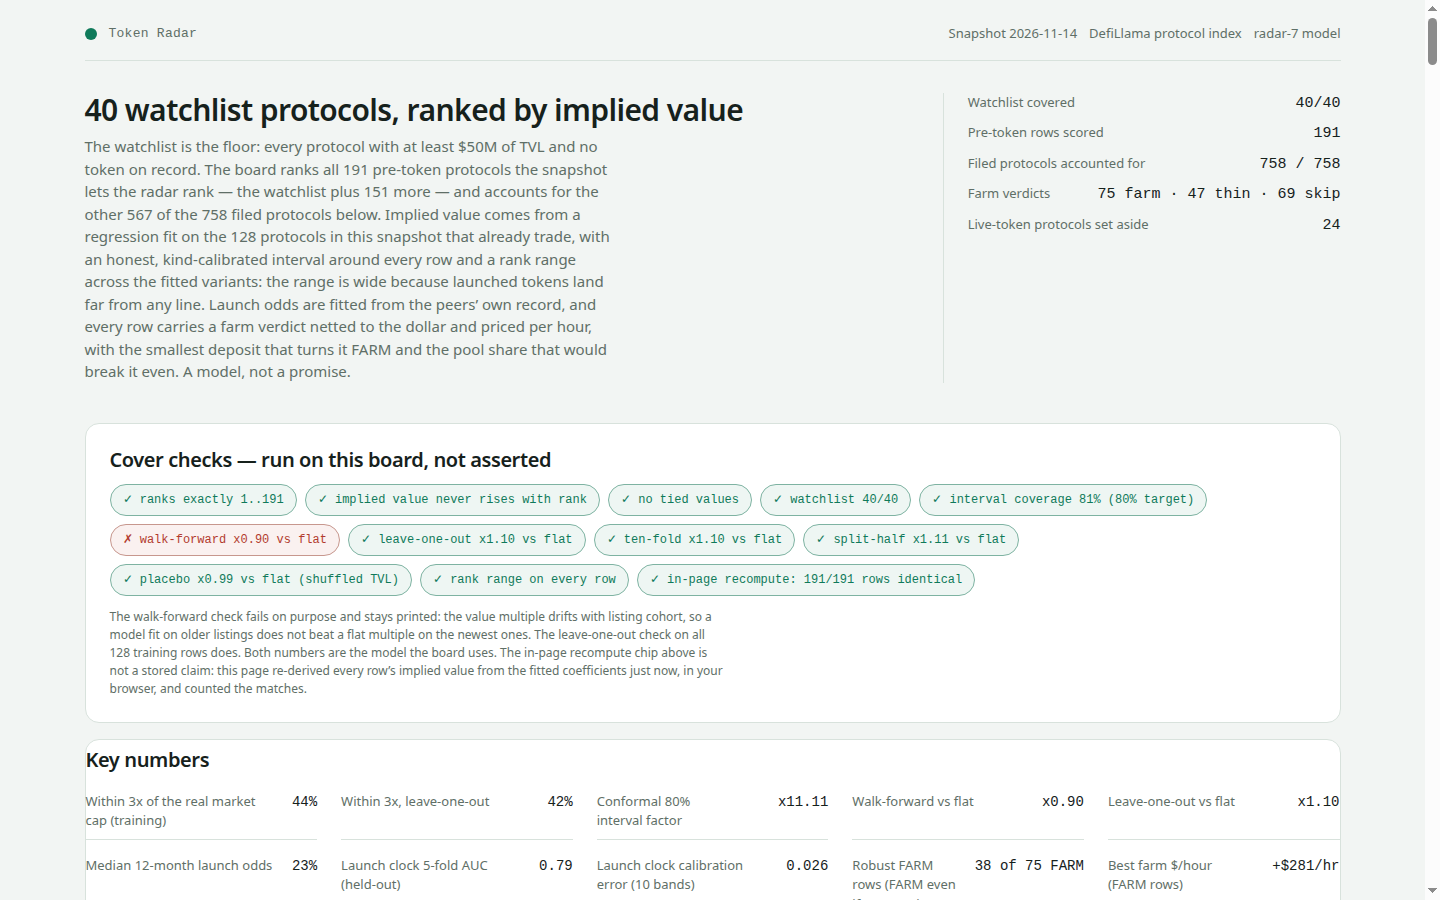 Token Radar
Snapshot 2026-11-14 DefiLlama protocol index radar-7 model
40 watchlist protocols, ranked by implied value
The watchlist is the floor: every protocol with at least $50M of TVL and no
token on record. The board ranks all 191 pre-token protocols the snapshot
lets the radar rank — the watchlist plus 151 more — and accounts for the
other 567 of the 758 filed protocols below. Implied value comes from a
regression fit on the 128 protocols in this snapshot that already trade, with
an honest, kind-calibrated interval around every row and a rank range
across the fitted variants: the range is wide because launched tokens land
far from any line. Launch odds are fitted from the peers’ own record, and
every row carries a farm verdict netted to the dollar and priced per hour,
with the smallest deposit that turns it FARM and the pool share that would
break it even. A model, not a promise.
Watchlist covered 40/40
Pre-token rows scored 191
Filed protocols accounted for 758 / 758
Farm verdicts 75 farm · 47 thin · 69 skip
Live-token protocols set aside 24
Cover checks — run on this board, not asserted
✓ ranks exactly 1..191 ✓ implied value never rises with rank ✓ no tied values ✓ watchlist 40/40 ✓ interval coverage 81% (80% target)
✗ walk-forward x0.90 vs flat ✓ leave-one-out x1.10 vs flat ✓ ten-fold x1.10 vs flat ✓ split-half x1.11 vs flat
✓ placebo x0.99 vs flat (shuffled TVL) ✓ rank range on every row ✓ in-page recompute: 191/191 rows identical
The walk-forward check fails on purpose and stays printed: the value multiple drifts with listing cohort, so a
model fit on older listings does not beat a flat multiple on the newest ones. The leave-one-out check on all
128 training rows does. Both numbers are the model the board uses. The in-page recompute chip above is
not a stored claim: this page re-derived every row’s implied value from the fitted coefficients just now, in your
browser, and counted the matches.
Key numbers
Within 3x of the real market
cap (training) 44%
Within 3x, leave-one-out 42%
Conformal 80%
interval factor x11.11
Walk-forward vs flat x0.90
Leave-one-out vs flat x1.10
Median 12-month launch odds 23%
Launch clock 5-fold AUC
(held-out) 0.79
Launch clock calibration
error (10 bands) 0.026
Robust FARM
rows (FARM even 38 of 75 FARM
Best farm $/hour
(FARM rows) +$281/hr